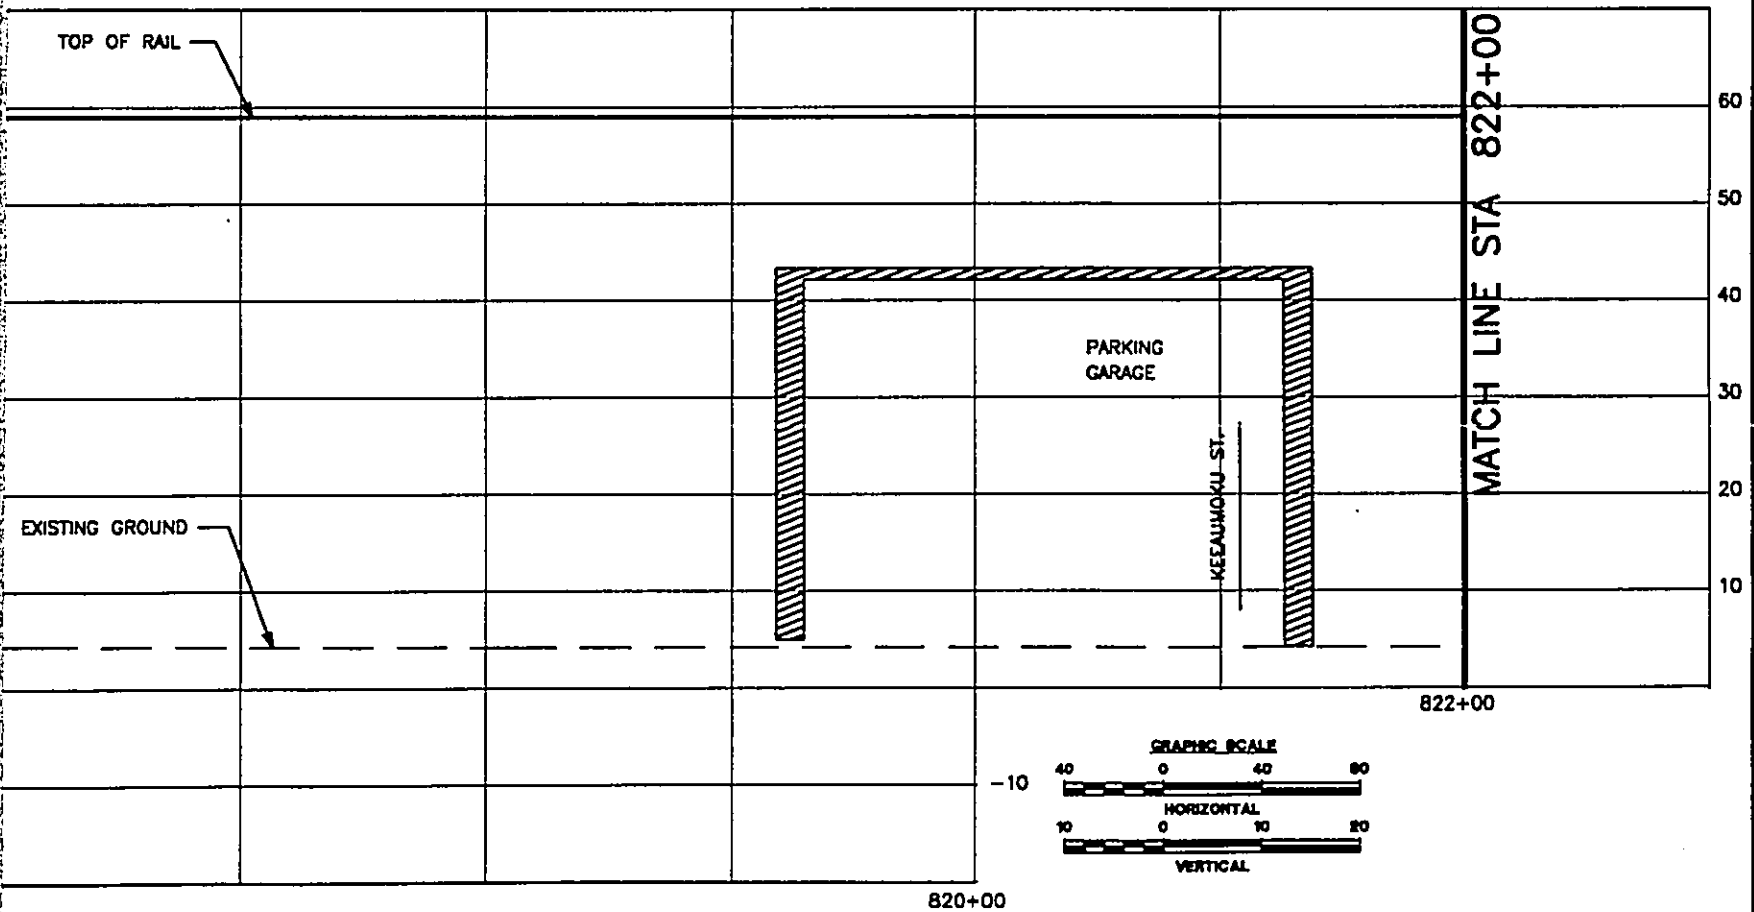 TOP OF RAIL
MATCH LINE STA 822+00
60
50
40
PARKING
GARAGE
30
KEEAUMOKU ST.
20
EXISTING GROUND
10
822+00
GRAPHIC SCALE
40 0 40 80
-10
HORIZONTAL
10 0 10 20
VERTICAL
820+00